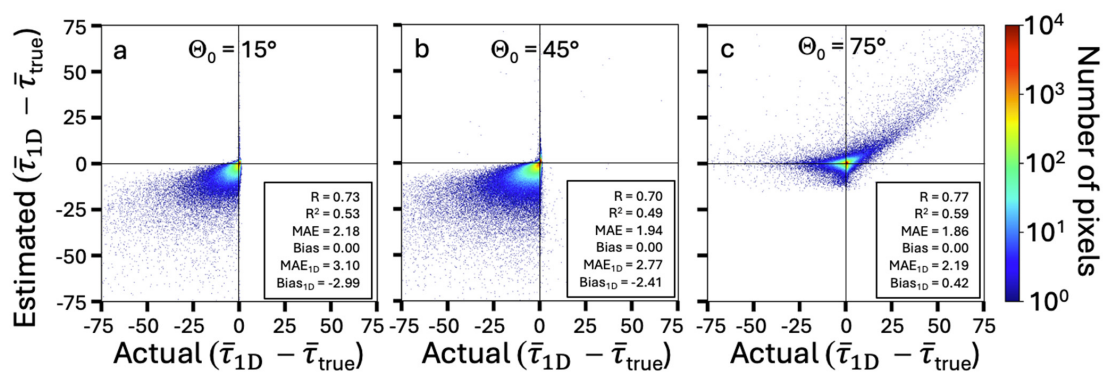 Estimated (τ̄1D − τ̄true)
75
50
25
0
-25
-50
-75
a
Θ0 = 15°
R = 0.73
R² = 0.53
MAE = 2.18
Bias = 0.00
MAE1D = 3.10
Bias1D = -2.99
-75 -50 -25 0 25 50 75
Actual (τ̄1D − τ̄true)
b
Θ0 = 45°
R = 0.70
R² = 0.49
MAE = 1.94
Bias = 0.00
MAE1D = 2.77
Bias1D = -2.41
-75 -50 -25 0 25 50 75
Actual (τ̄1D − τ̄true)
c
Θ0 = 75°
R = 0.77
R² = 0.59
MAE = 1.86
Bias = 0.00
MAE1D = 2.19
Bias1D = 0.42
-75 -50 -25 0 25 50 75
Actual (τ̄1D − τ̄true)
10⁴
10³
10²
10¹
10⁰
Number of pixels